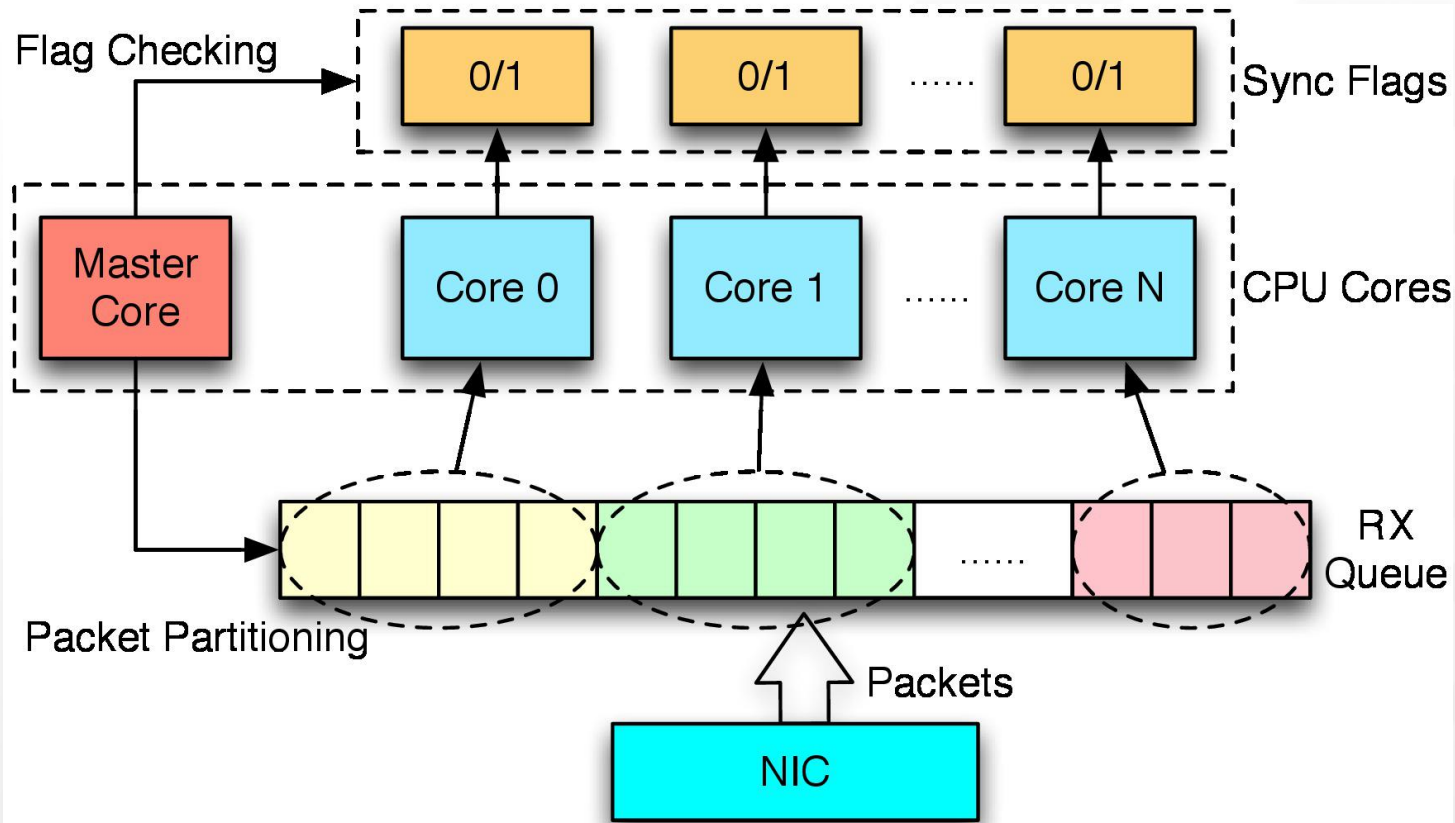 Flag Checking
0/1
0/1
......
0/1
Sync Flags
Master
Core
Core 0
Core 1
......
Core N
CPU Cores
......
RX
Queue
Packet Partitioning
Packets
NIC